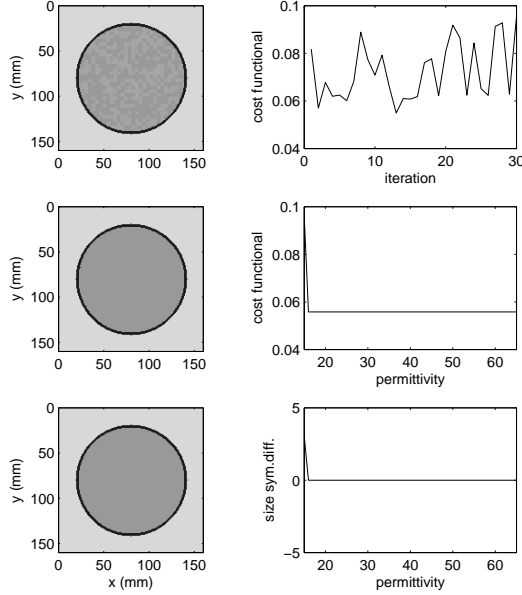 0
50
100
150
y (mm)
0 50 100 150
0.1
0.08
0.06
0.04
cost functional
0 10 20 30
iteration
0
50
100
150
y (mm)
0 50 100 150
0.1
0.08
0.06
0.04
cost functional
20 30 40 50 60
permittivity
0
50
100
150
y (mm)
0 50 100 150
x (mm)
5
0
−5
size sym.diff.
20 30 40 50 60
permittivity